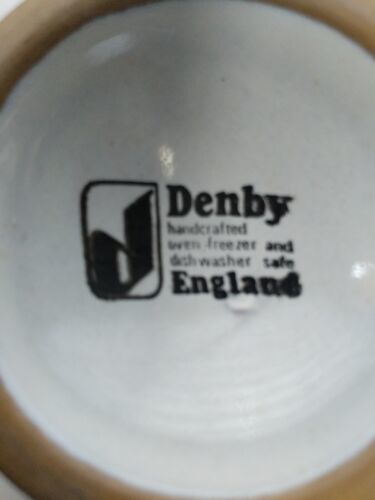 Denby
handcrafted
oven-freezer and
dishwasher safe
England